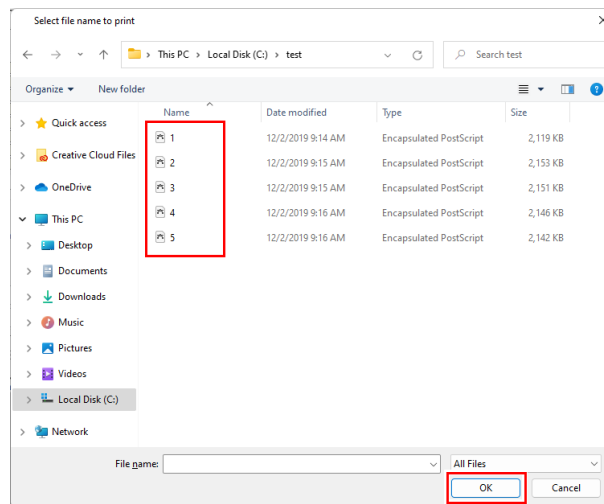 Select file name to print
This PC > Local Disk (C:) > test
Search test
Organize
New folder
Name Date modified Type Size
Quick access
Creative Cloud Files
OneDrive
This PC
Desktop
Documents
Downloads
Music
Pictures
Videos
Local Disk (C:)
Network
1 12/2/2019 9:14 AM Encapsulated PostScript 2,119 KB
2 12/2/2019 9:15 AM Encapsulated PostScript 2,153 KB
3 12/2/2019 9:15 AM Encapsulated PostScript 2,151 KB
4 12/2/2019 9:16 AM Encapsulated PostScript 2,146 KB
5 12/2/2019 9:16 AM Encapsulated PostScript 2,142 KB
File name:
All Files
OK
Cancel